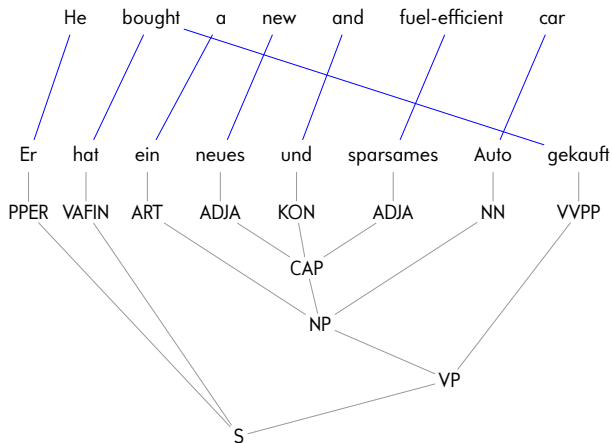 He bought a new and fuel-efficient car
Er hat ein neues und sparsames Auto gekauft
PPER VAFIN ART ADJA KON ADJA NN VVPP
CAP
NP
VP
S